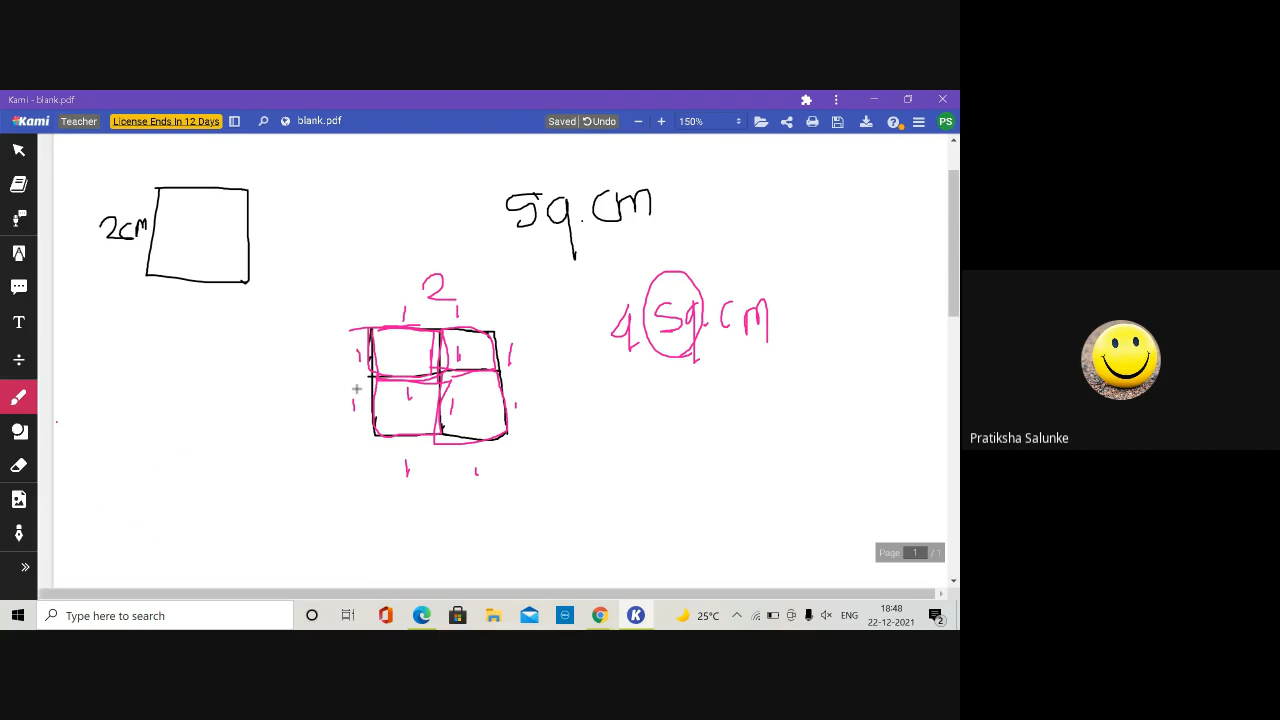 Kami - blank.pdf
Kami Teacher License Ends In 12 Days blank.pdf Saved Undo 150% PS
2cm
sq.cm
2
1 1
1 1 1
1 1 1 1
1 1
4 sq.cm
Page 1 / 1
Type here to search
25°C ENG
18:48
22-12-2021
2
Pratiksha Salunke